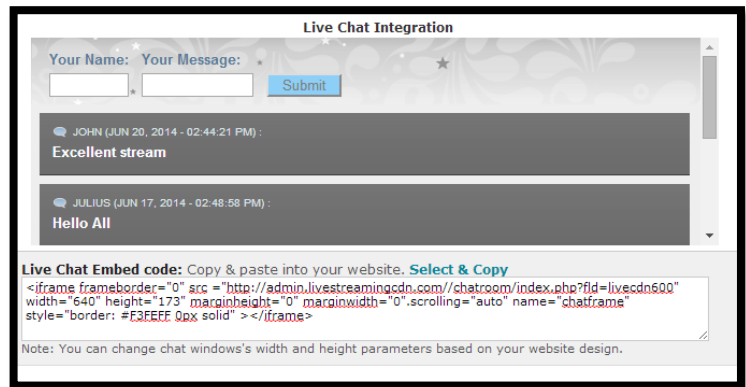 Live Chat Integration
Your Name: Your Message: *
* Submit
JOHN (JUN 20, 2014 - 02:44:21 PM) :
Excellent stream
JULIUS (JUN 17, 2014 - 02:48:58 PM) :
Hello All
Live Chat Embed code: Copy & paste into your website. Select & Copy
<iframe frameborder="0" src ="http://admin.livestreamingcdn.com//chatroom/index.php?fId=livecdn600"
width="640" height="173" marginheight="0" marginwidth="0".scrolling="auto" name="chatframe"
style="border: #F3FEFF 0px solid" ></iframe>
Note: You can change chat windows's width and height parameters based on your website design.